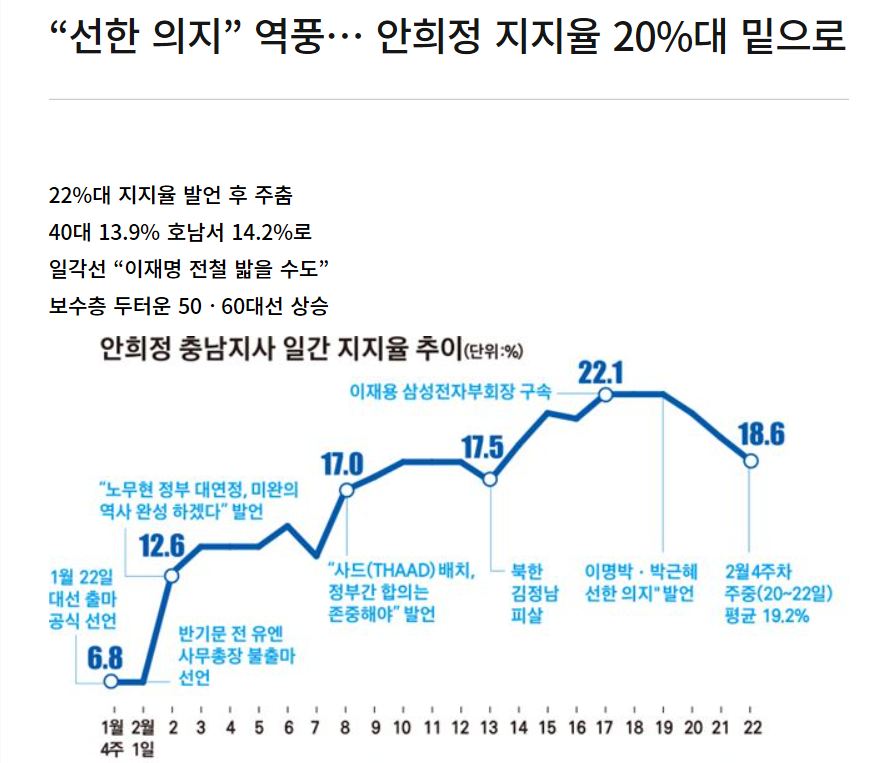 “선한 의지” 역풍… 안희정 지지율 20%대 밑으로
22%대 지지율 발언 후 주춤
40대 13.9% 호남서 14.2%로
일각선 “이재명 전철 밟을 수도”
보수층 두터운 50ㆍ60대선 상승
안희정 충남지사 일간 지지율 추이(단위:%)
이재용 삼성전자부회장 구속
22.1
18.6
17.5
17.0
“노무현 정부 대연정, 미완의
역사 완성 하겠다” 발언
12.6
1월 22일
대선 출마
공식 선언
6.8
반기문 전 유엔
사무총장 불출마
선언
“사드(THAAD) 배치,
정부간 합의는
존중해야” 발언
북한
김정남
피살
이명박 · 박근혜
선한 의지" 발언
2월4주차
주중(20~22일)
평균 19.2%
1월 2월 2 3 4 5 6 7 8 9 10 11 12 13 14 15 16 17 18 19 20 21 22
4주 1일